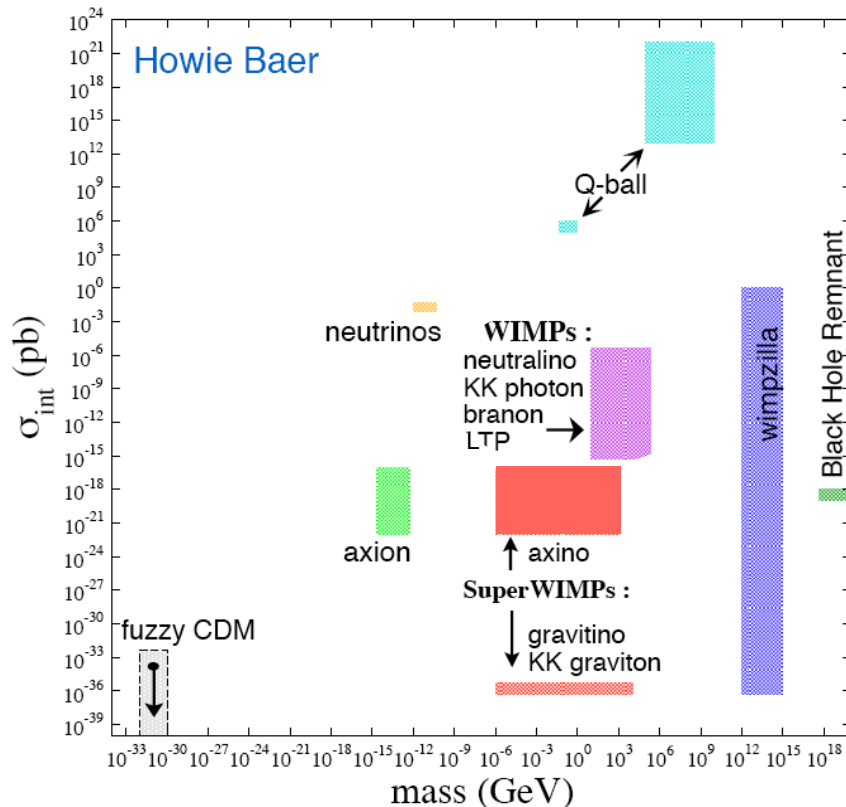 10^24
10^21
10^18
10^15
10^12
10^9
10^6
10^3
10^0
10^-3
10^-6
10^-9
10^-12
10^-15
10^-18
10^-21
10^-24
10^-27
10^-30
10^-33
10^-36
10^-39
σ_int (pb)
Howie Baer
Q-ball
neutrinos
WIMPs :
neutralino
KK photon
branon
LTP
wimpzilla
Black Hole Remnant
axion
axino
SuperWIMPs :
gravitino
KK graviton
fuzzy CDM
10^-33 10^-30 10^-27 10^-24 10^-21 10^-18 10^-15 10^-12 10^-9 10^-6 10^-3 10^0 10^3 10^6 10^9 10^12 10^15 10^18
mass (GeV)